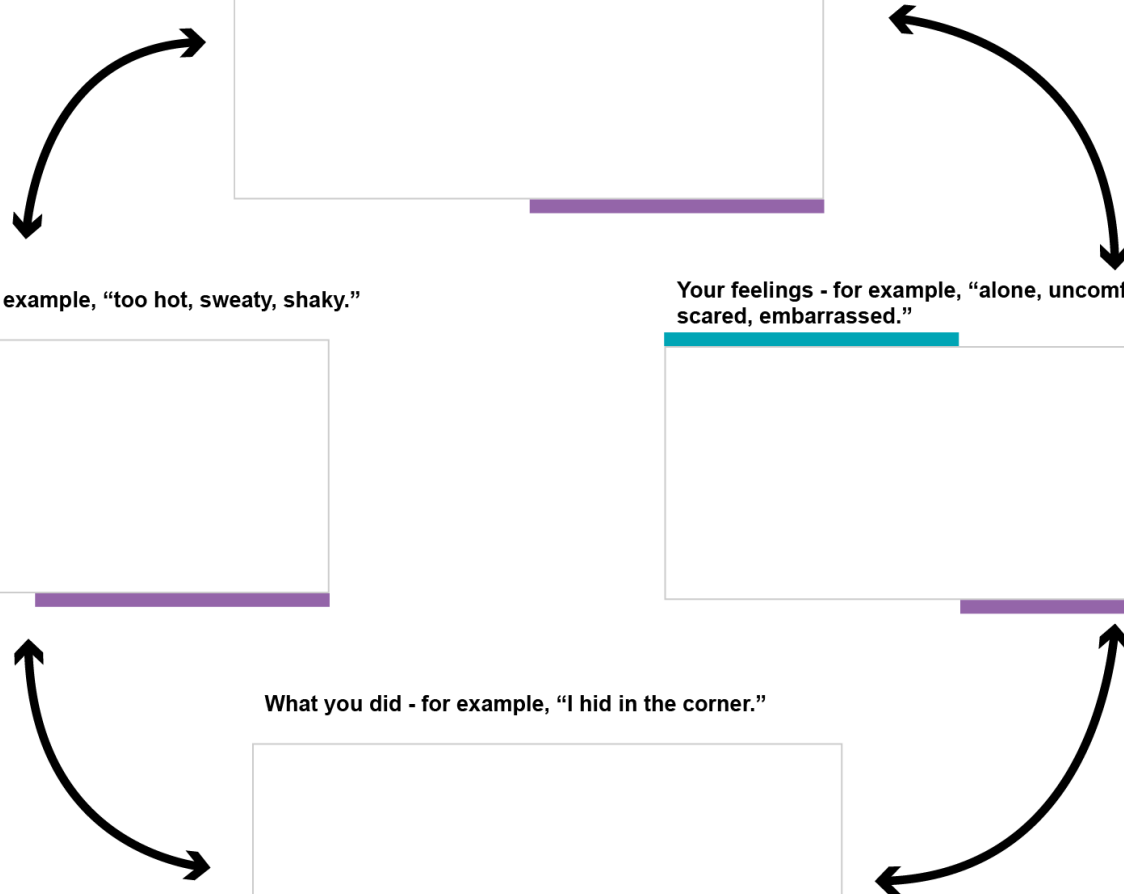 example, “too hot, sweaty, shaky.”
Your feelings - for example, “alone,
scared, embarrassed.”
What you did - for example, “I hid in the corner.”